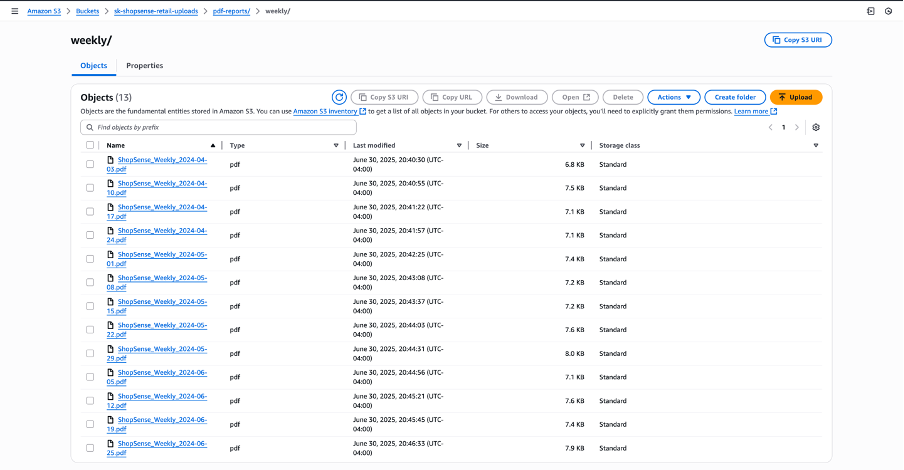 Amazon S3 > Buckets > sk-shopsense-retail-uploads > pdf-reports/ > weekly/
weekly/
Copy S3 URI
Objects Properties
Objects (13)
Copy S3 URI Copy URL Download Open Delete Actions Create folder Upload
Objects are the fundamental entities stored in Amazon S3. You can use Amazon S3 inventory to get a list of all objects in your bucket. For others to access your objects, you'll need to explicitly grant them permissions. Learn more
Find objects by prefix
1
Name Type Last modified Size Storage class
ShopSense_Weekly_2024-04- pdf June 30, 2025, 20:40:30 (UTC- 6.8 KB Standard
03.pdf 04:00)
ShopSense_Weekly_2024-04- pdf June 30, 2025, 20:40:55 (UTC- 7.5 KB Standard
10.pdf 04:00)
ShopSense_Weekly_2024-04- pdf June 30, 2025, 20:41:22 (UTC- 7.1 KB Standard
17.pdf 04:00)
ShopSense_Weekly_2024-04- pdf June 30, 2025, 20:41:57 (UTC- 7.1 KB Standard
24.pdf 04:00)
ShopSense_Weekly_2024-05- pdf June 30, 2025, 20:42:25 (UTC- 7.4 KB Standard
01.pdf 04:00)
ShopSense_Weekly_2024-05- pdf June 30, 2025, 20:43:08 (UTC- 7.2 KB Standard
08.pdf 04:00)
ShopSense_Weekly_2024-05- pdf June 30, 2025, 20:43:37 (UTC- 7.2 KB Standard
15.pdf 04:00)
ShopSense_Weekly_2024-05- pdf June 30, 2025, 20:44:03 (UTC- 7.6 KB Standard
22.pdf 04:00)
ShopSense_Weekly_2024-05- pdf June 30, 2025, 20:44:31 (UTC- 8.0 KB Standard
29.pdf 04:00)
ShopSense_Weekly_2024-06- pdf June 30, 2025, 20:44:56 (UTC- 7.1 KB Standard
05.pdf 04:00)
ShopSense_Weekly_2024-06- pdf June 30, 2025, 20:45:21 (UTC- 7.6 KB Standard
12.pdf 04:00)
ShopSense_Weekly_2024-06- pdf June 30, 2025, 20:45:45 (UTC- 7.4 KB Standard
19.pdf 04:00)
ShopSense_Weekly_2024-06- pdf June 30, 2025, 20:46:33 (UTC- 7.9 KB Standard
25.pdf 04:00)